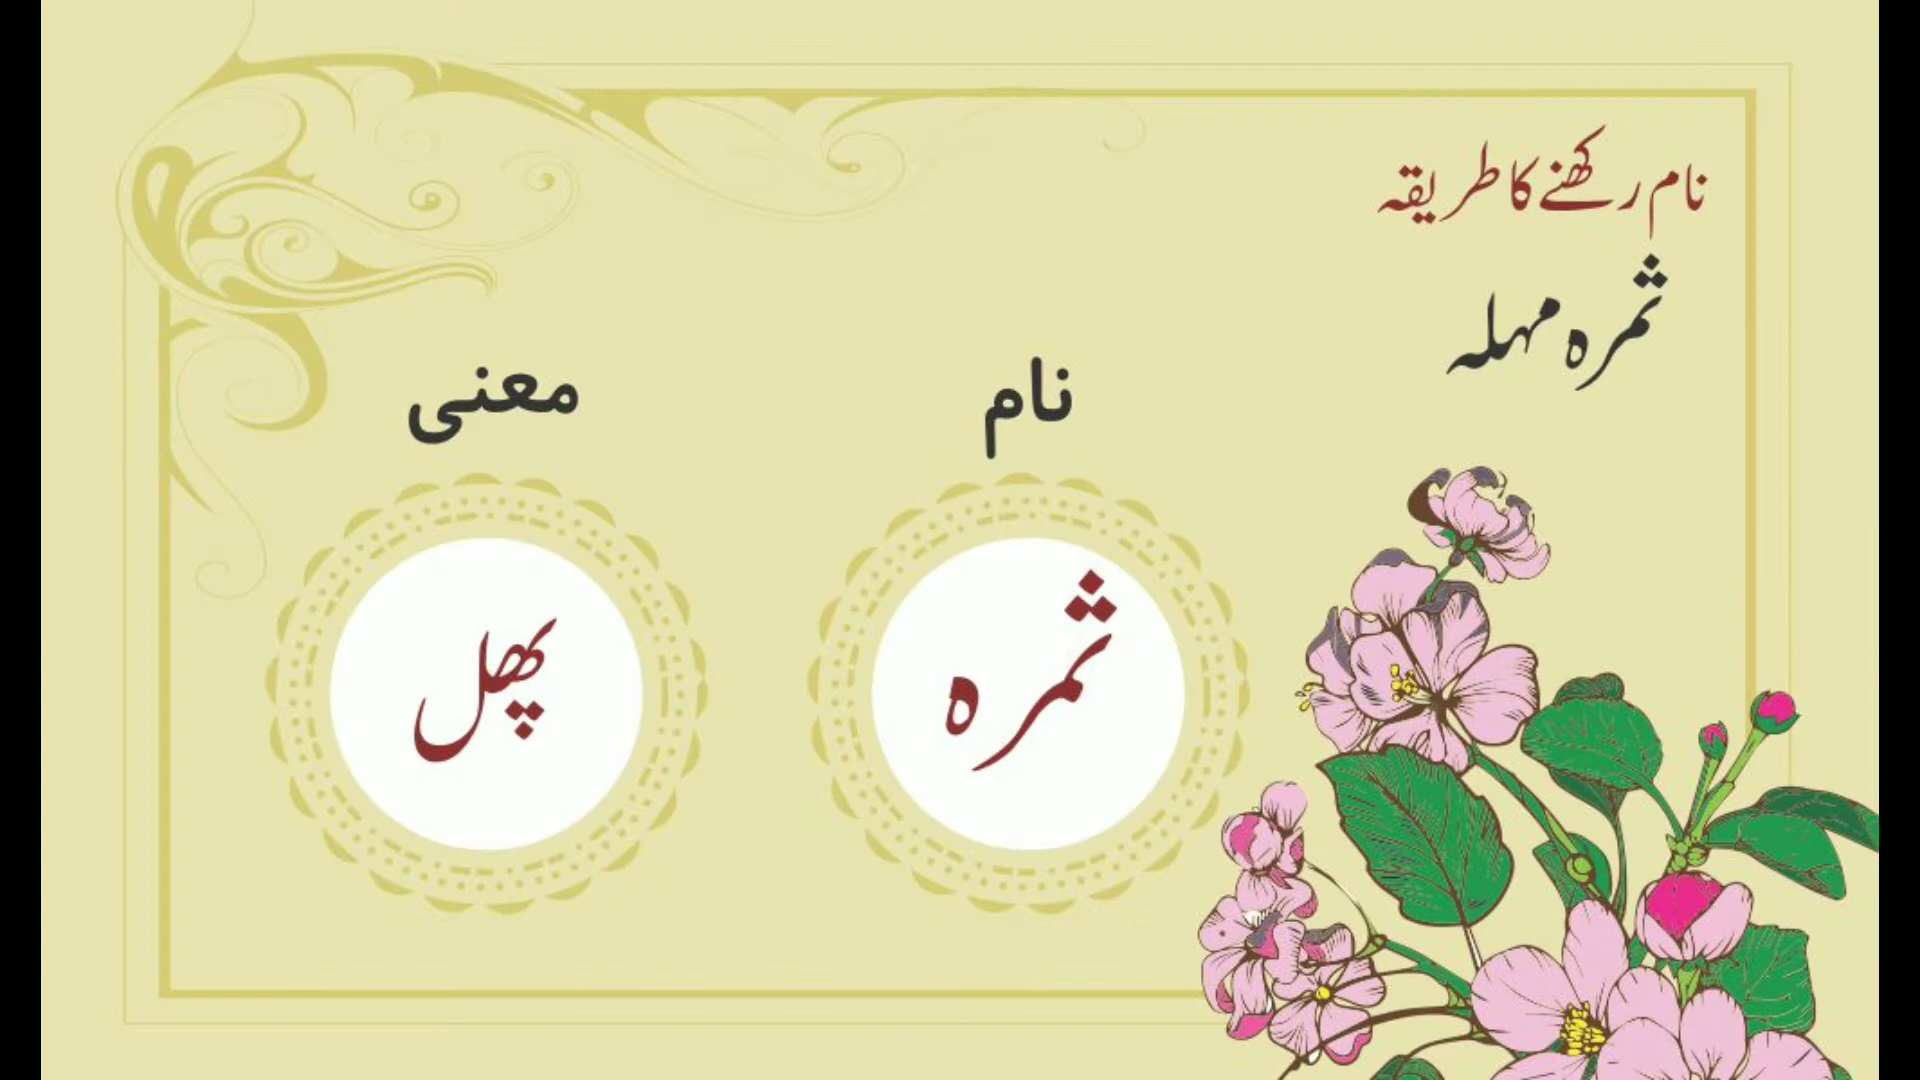 نام رکھنے کا طریقہ
ثمرہ مہلہ
نام
معنی
ثمرہ
پھل